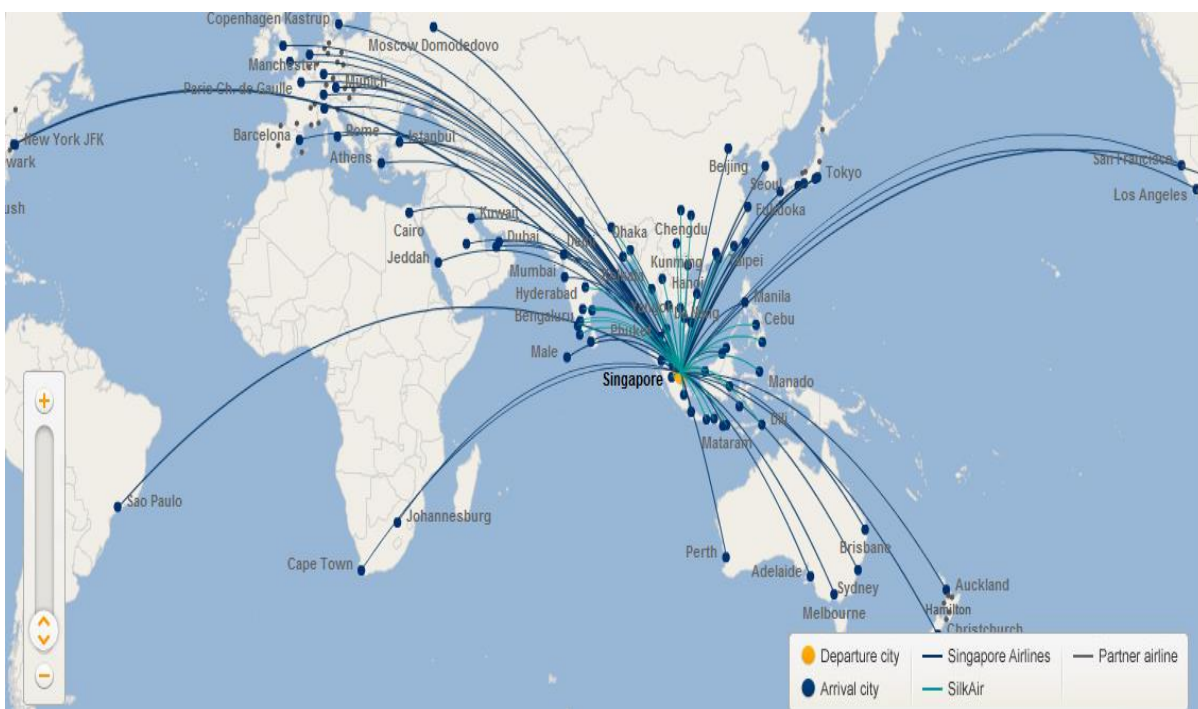 Copenhagen Kastrup
Moscow Domodedovo
Manchester
Paris Ch. de Gaulle
Munich
New York JFK
wark
Barcelona
Rome
Istanbul
Athens
Beijing
Seoul
Tokyo
San Francisco
Los Angeles
ush
Cairo
Kuwait
Dubai
Jeddah
Delhi
Dhaka
Chengdu
Fukuoka
Kunming
Taipei
Mumbai
Hanoi
Hyderabad
Manila
Bengaluru
Phuket
Cebu
Male
Singapore
Manado
Mataram
Dili
Sao Paulo
Johannesburg
Cape Town
Perth
Brisbane
Adelaide
Sydney
Melbourne
Auckland
Hamilton
Christchurch
Departure city
Singapore Airlines
Partner airline
Arrival city
SilkAir